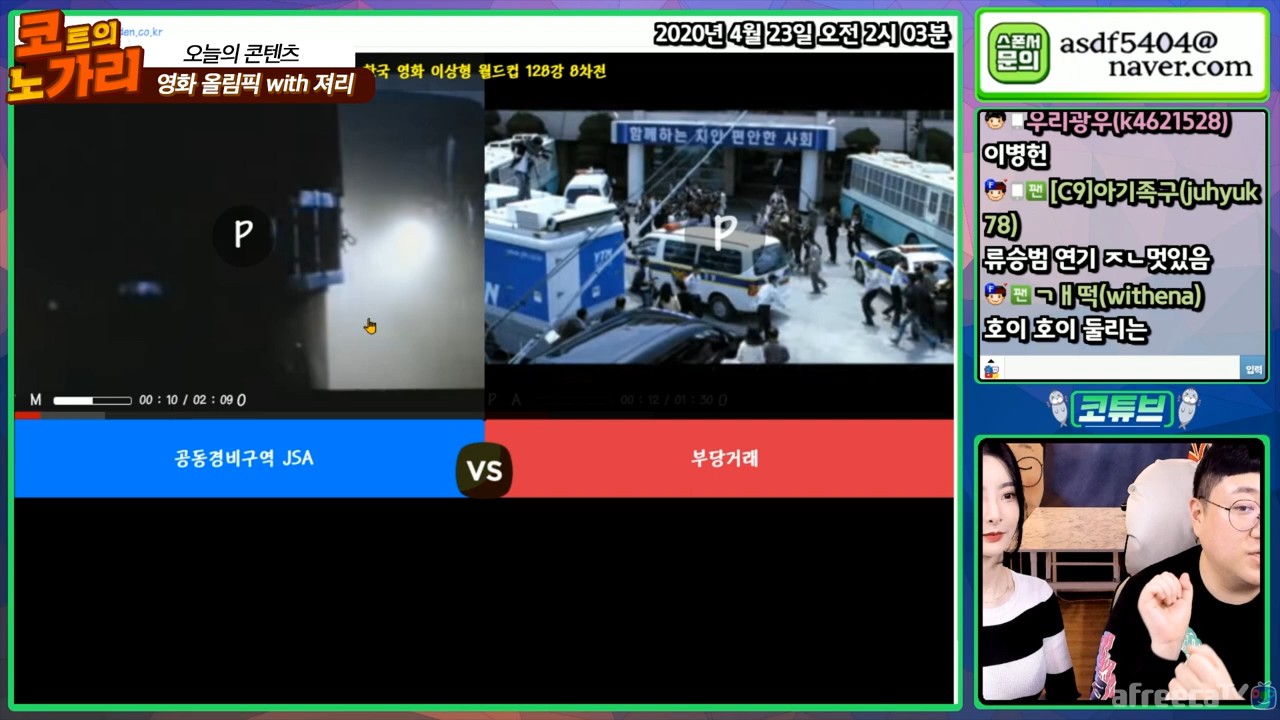 코트의
노가리
den.co.kr
오늘의 콘텐츠
영화 올림픽 with 져리
2020년 4월 23일 오전 2시 03분
한국 영화 이상형 월드컵 128강 8차전
함께하는 치안 편안한 사회
P
P
YTN
M
00 : 10 / 02 : 09
P A
00 : 12 / 01 : 30
공동경비구역 JSA
VS
부당거래
스폰서
문의
asdf5404@
naver.com
우리광우(k4621528)
이병헌
팬 [C9]아기족구(juhyuk
78)
류승범 연기 ㅈㄴ멋있음
팬 ㄱㅐ떡(withena)
호이 호이 둘리는
입력
코튜브
afreecaTV